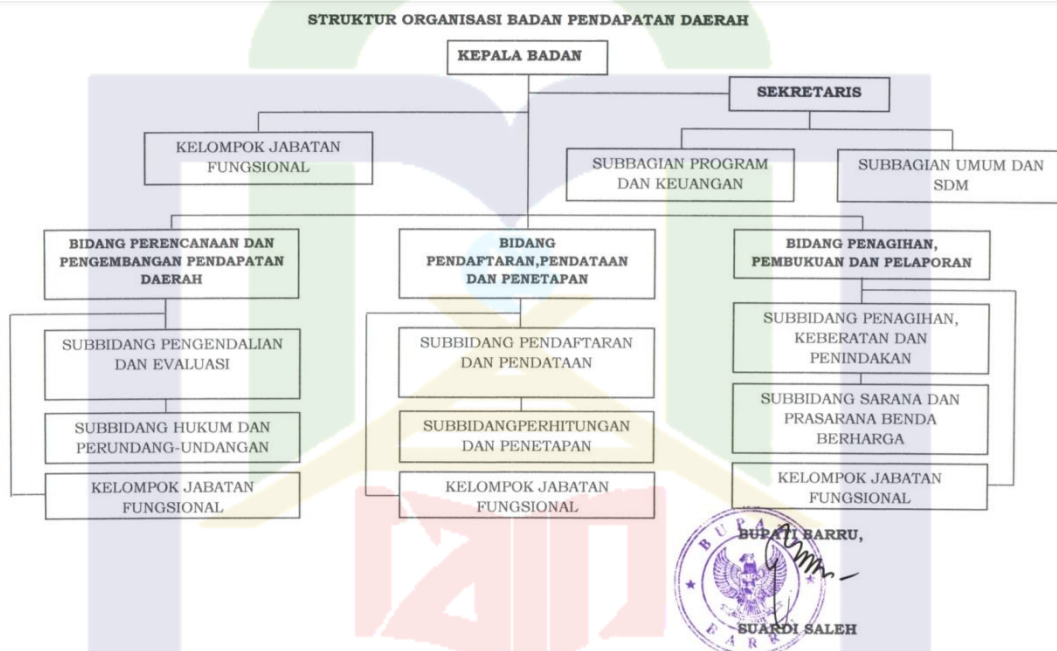 STRUKTUR ORGANISASI BADAN PENDAPATAN DAERAH
KEPALA BADAN
SEKRETARIS
KELOMPOK JABATAN
FUNGSIONAL
SUBBAGIAN PROGRAM
DAN KEUANGAN
SUBBAGIAN UMUM DAN
SDM
BIDANG PERENCANAAN DAN
PENGEMBANGAN PENDAPATAN
DAERAH
BIDANG
PENDAFTARAN,PENDATAAN
DAN PENETAPAN
BIDANG PENAGIHAN,
PEMBUKUAN DAN PELAPORAN
SUBBIDANG PENGENDALIAN
DAN EVALUASI
SUBBIDANG PENDAFTARAN
DAN PENDATAAN
SUBBIDANG PENAGIHAN,
KEBERATAN DAN
PENINDAKAN
SUBBIDANG HUKUM DAN
PERUNDANG-UNDANGAN
SUBBIDANGPERHITUNGAN
DAN PENETAPAN
SUBBIDANG SARANA DAN
PRASARANA BENDA
BERHARGA
KELOMPOK JABATAN
FUNGSIONAL
KELOMPOK JABATAN
FUNGSIONAL
KELOMPOK JABATAN
FUNGSIONAL
BUPATI BARRU,
BUPATI
BARRU
SUARDI SALEH